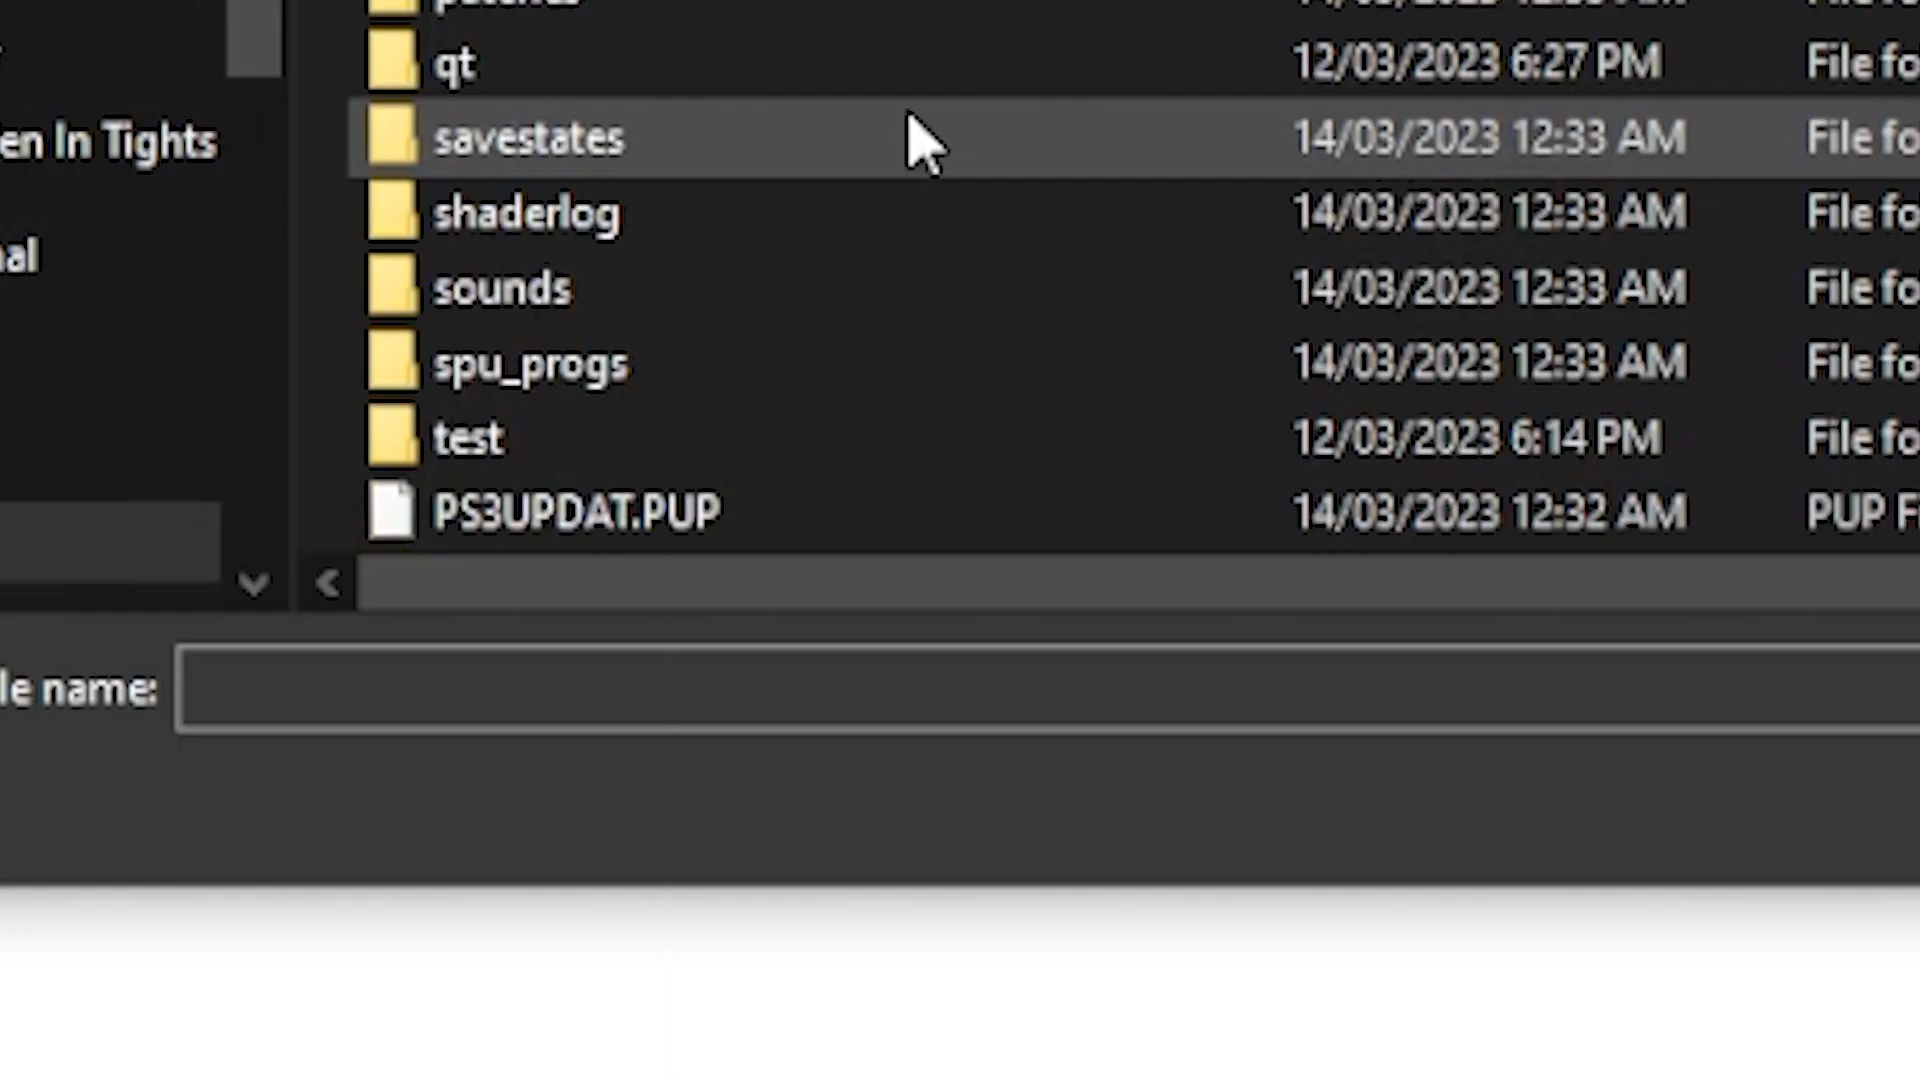 qt 12/03/2023 6:27 PM File fo
en In Tights savestates 14/03/2023 12:33 AM File fo
shaderlog 14/03/2023 12:33 AM File fo
al sounds 14/03/2023 12:33 AM File fo
spu_progs 14/03/2023 12:33 AM File fo
test 12/03/2023 6:14 PM File fo
PS3UPDAT.PUP 14/03/2023 12:32 AM PUP F
le name: